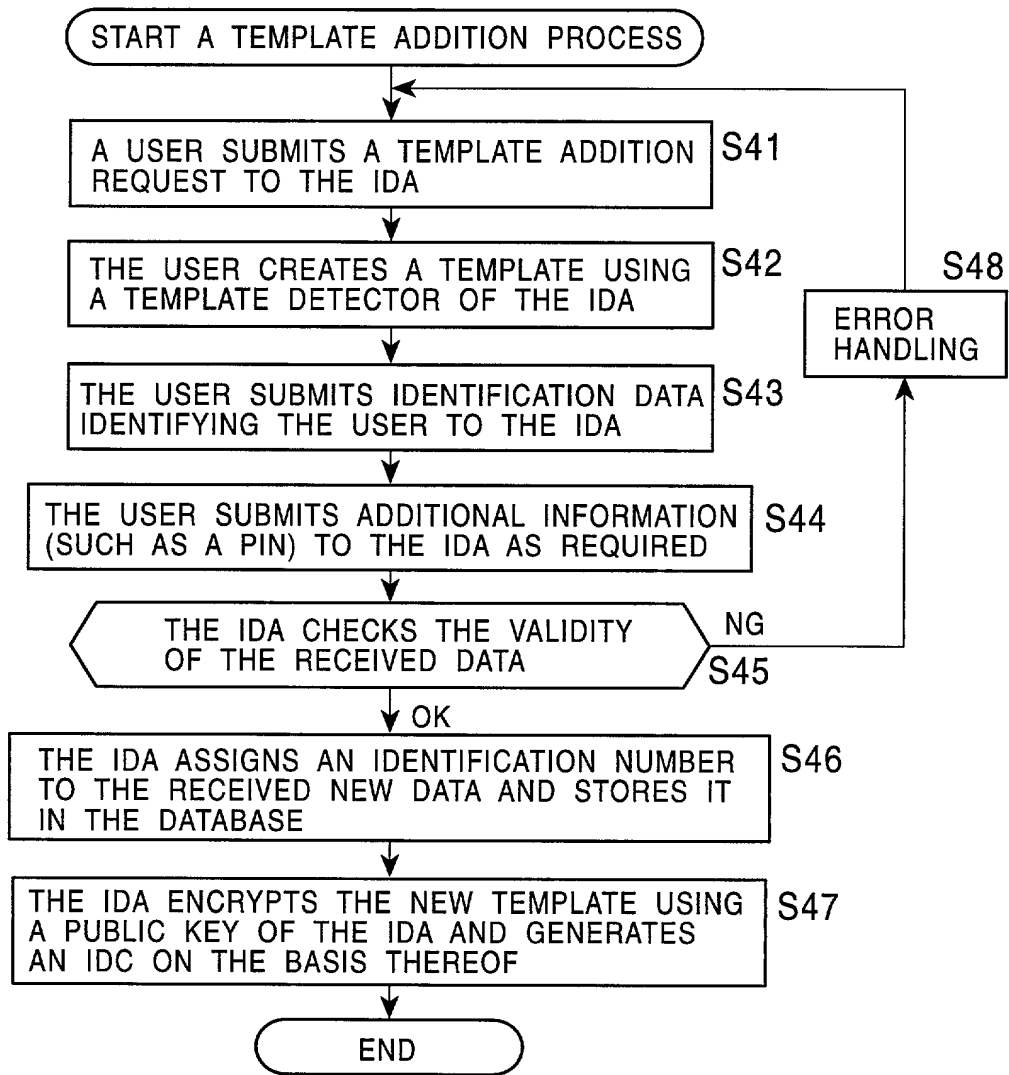 START A TEMPLATE ADDITION PROCESS
A USER SUBMITS A TEMPLATE ADDITION
REQUEST TO THE IDA
S41
THE USER CREATES A TEMPLATE USING
A TEMPLATE DETECTOR OF THE IDA
S42
S48
ERROR
HANDLING
THE USER SUBMITS IDENTIFICATION DATA
IDENTIFYING THE USER TO THE IDA
S43
THE USER SUBMITS ADDITIONAL INFORMATION
(SUCH AS A PIN) TO THE IDA AS REQUIRED
S44
THE IDA CHECKS THE VALIDITY
OF THE RECEIVED DATA
NG
S45
OK
THE IDA ASSIGNS AN IDENTIFICATION NUMBER
TO THE RECEIVED NEW DATA AND STORES IT
IN THE DATABASE
S46
THE IDA ENCRYPTS THE NEW TEMPLATE USING
A PUBLIC KEY OF THE IDA AND GENERATES
AN IDC ON THE BASIS THEREOF
S47
END